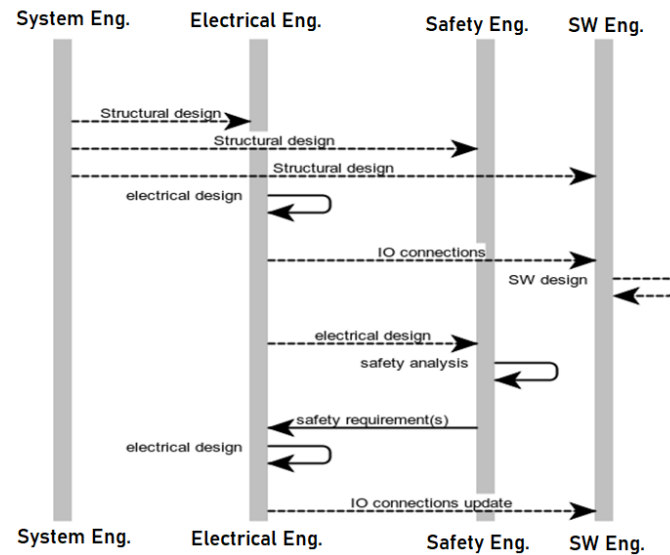 System Eng.
Electrical Eng.
Safety Eng.
SW Eng.
Structural design
Structural design
Structural design
electrical design
IO connections
SW design
electrical design
safety analysis
safety requirement(s)
electrical design
IO connections update
System Eng.
Electrical Eng.
Safety Eng.
SW Eng.